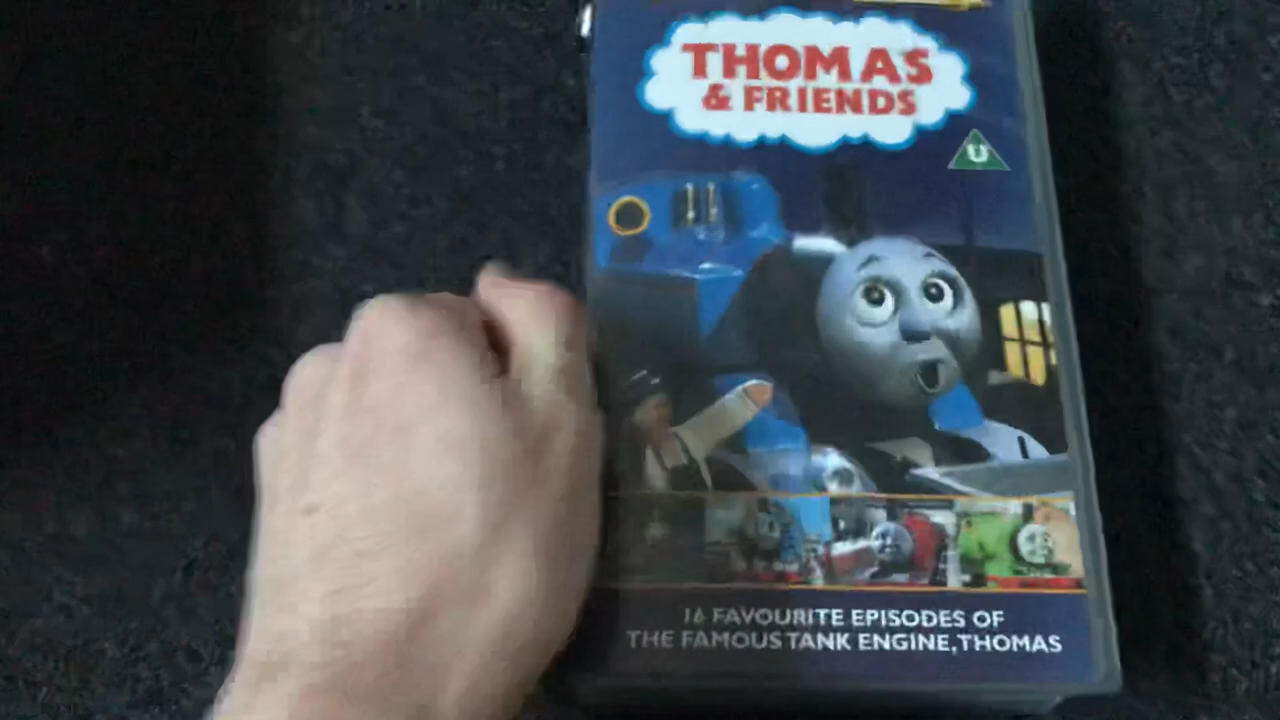 THOMAS
& FRIENDS
U
16 FAVOURITE EPISODES OF
THE FAMOUS TANK ENGINE, THOMAS